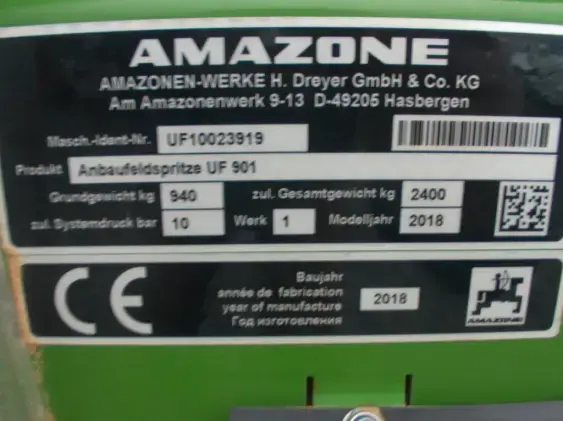 AMAZONE
AMAZONEN-WERKE H. Dreyer GmbH & Co. KG
Am Amazonenwerk 9-13 D-49205 Hasbergen
Masch.-Ident-Nr. UF10023919
Produkt Anbaufeldspritze UF 901
Grundgewicht kg 940 zul. Gesamtgewicht kg 2400
zul. Systemdruck bar 10 Werk 1 Modelljahr 2018
CE
Baujahr
année de fabrication
year of manufacture
Год изготовления
2018
AMAZONE